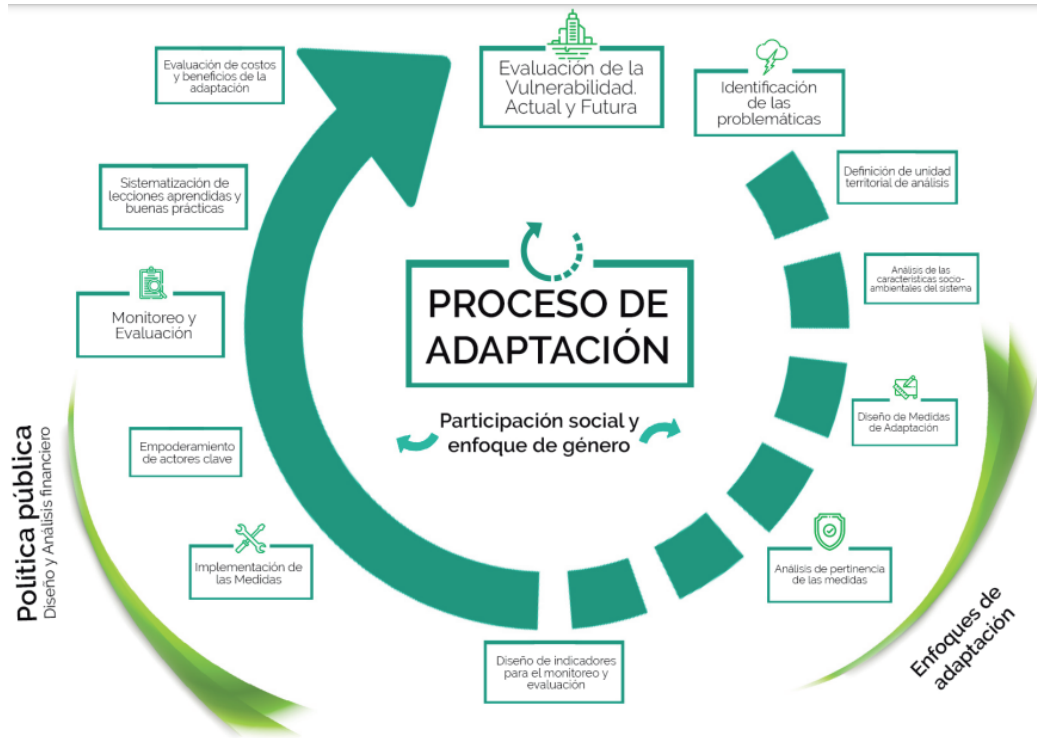 Evaluación de la
Vulnerabilidad.
Actual y Futura
Identificación
de las
problemáticas
Definición de unidad
territorial de análisis
Análisis de las
características socio-
ambientales del sistema
Diseño de Medidas
de Adaptación
Análisis de pertinencia
de las medidas
Diseño de indicadores
para el monitoreo y
evaluación
Implementación de
las Medidas
Empoderamiento
de actores clave
Monitoreo y
Evaluación
Sistematización de
lecciones aprendidas y
buenas prácticas
Evaluación de costos
y beneficios de la
adaptación
PROCESO DE
ADAPTACIÓN
Participación social y
enfoque de género
Política pública
Diseño y Análisis financiero
Enfoques de
adaptación